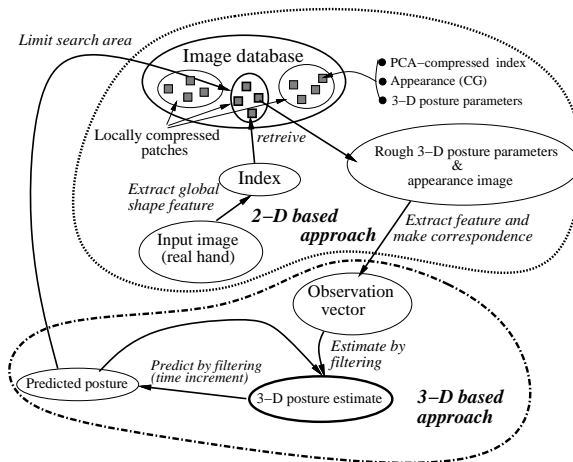 Limit search area
Image database
PCA−compressed index
Appearance (CG)
3−D posture parameters
Locally compressed
patches
retreive
Rough 3−D posture parameters
&
appearance image
Index
Extract global
shape feature
2−D based
approach
Extract feature and
make correspondence
Input image
(real hand)
Observation
vector
Estimate by
filtering
Predict by filtering
(time increment)
Predicted posture
3−D posture estimate
3−D based
approach